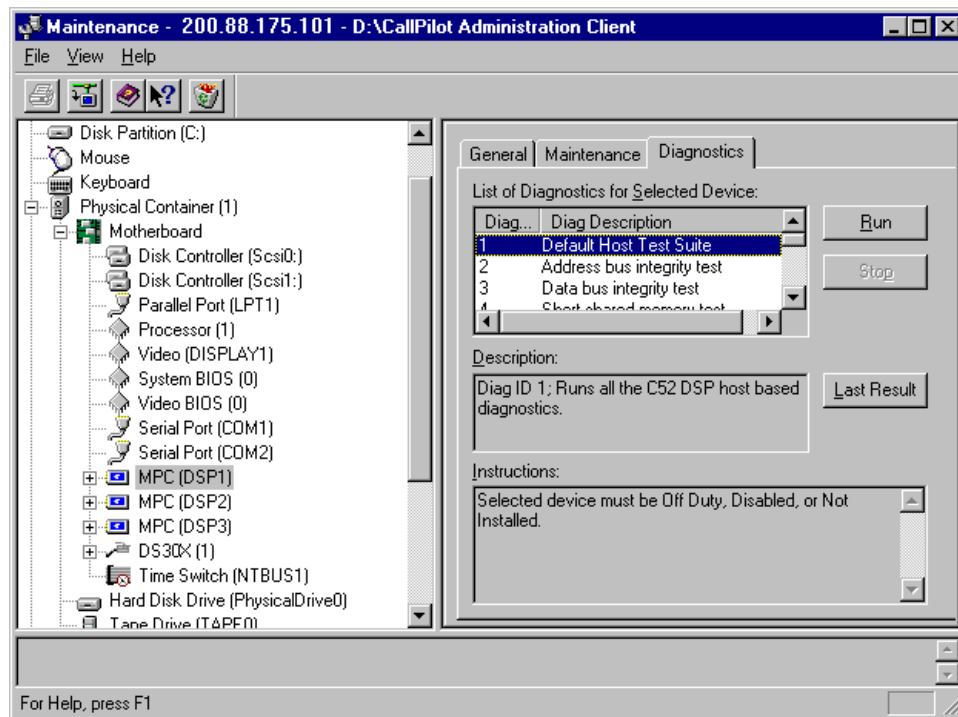 Maintenance - 200.88.175.101 - D:\CallPilot Administration Client
File View Help
Disk Partition (C:)
Mouse
Keyboard
Physical Container (1)
Motherboard
Disk Controller (Scsi0:)
Disk Controller (Scsi1:)
Parallel Port (LPT1)
Processor (1)
Video (DISPLAY1)
System BIOS (0)
Video BIOS (0)
Serial Port (COM1)
Serial Port (COM2)
MPC (DSP1)
MPC (DSP2)
MPC (DSP3)
DS30X (1)
Time Switch (NTBUS1)
Hard Disk Drive (PhysicalDrive0)
Tape Drive (TAPE0)
General Maintenance Diagnostics
List of Diagnostics for Selected Device:
Diag... Diag Description
1 Default Host Test Suite
2 Address bus integrity test
3 Data bus integrity test
4 Short shared memory test
Run
Stop
Description:
Diag ID 1; Runs all the C52 DSP host based
diagnostics.
Last Result
Instructions:
Selected device must be Off Duty, Disabled, or Not
Installed.
For Help, press F1